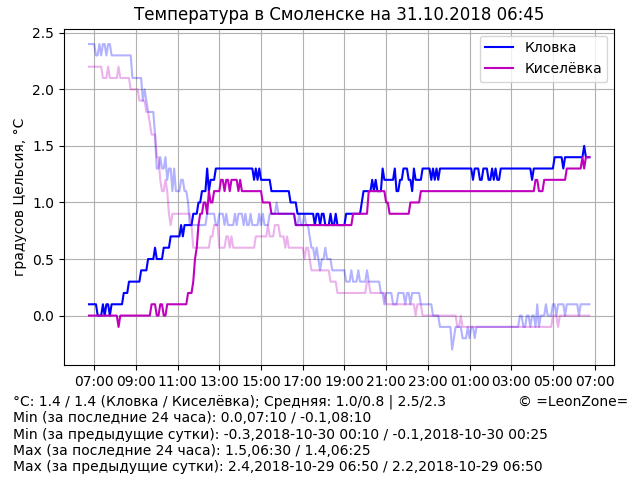 Температура в Смоленске на 31.10.2018 06:45
Кловка
Киселёвка
градусов Цельсия, °C
2.5
2.0
1.5
1.0
0.5
0.0
07:00 09:00 11:00 13:00 15:00 17:00 19:00 21:00 23:00 01:00 03:00 05:00 07:00
°C: 1.4 / 1.4 (Кловка / Киселёвка); Средняя: 1.0/0.8 | 2.5/2.3 © =LeonZone=
Min (за последние 24 часа): 0.0,07:10 / -0.1,08:10
Min (за предыдущие сутки): -0.3,2018-10-30 00:10 / -0.1,2018-10-30 00:25
Max (за последние 24 часа): 1.5,06:30 / 1.4,06:25
Max (за предыдущие сутки): 2.4,2018-10-29 06:50 / 2.2,2018-10-29 06:50